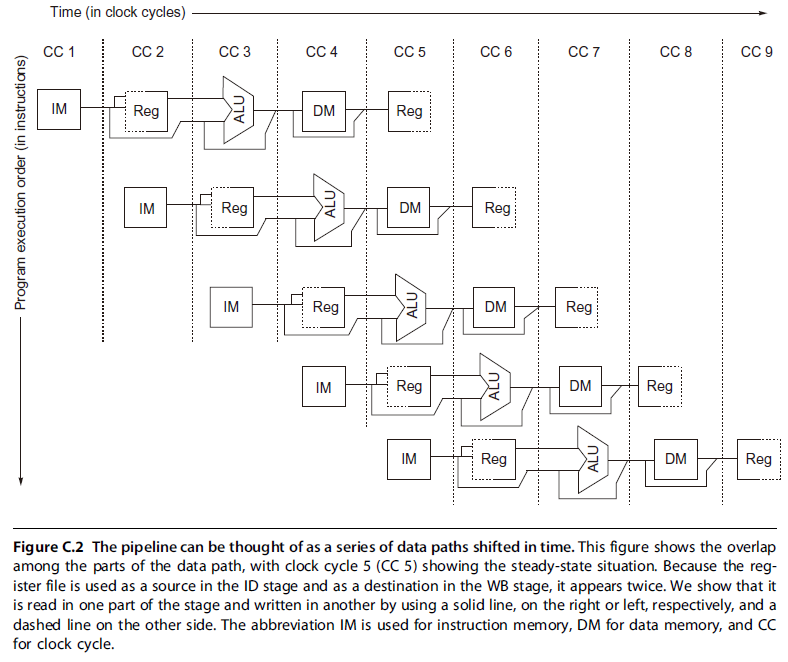 Time (in clock cycles)
CC 1 CC 2 CC 3 CC 4 CC 5 CC 6 CC 7 CC 8 CC 9
Program execution order (in instructions)
IM Reg ALU DM Reg
IM Reg ALU DM Reg
IM Reg ALU DM Reg
IM Reg ALU DM Reg
IM Reg ALU DM Reg
Figure C.2 The pipeline can be thought of as a series of data paths shifted in time. This figure shows the overlap
among the parts of the data path, with clock cycle 5 (CC 5) showing the steady-state situation. Because the reg-
ister file is used as a source in the ID stage and as a destination in the WB stage, it appears twice. We show that it
is read in one part of the stage and written in another by using a solid line, on the right or left, respectively, and a
dashed line on the other side. The abbreviation IM is used for instruction memory, DM for data memory, and CC
for clock cycle.